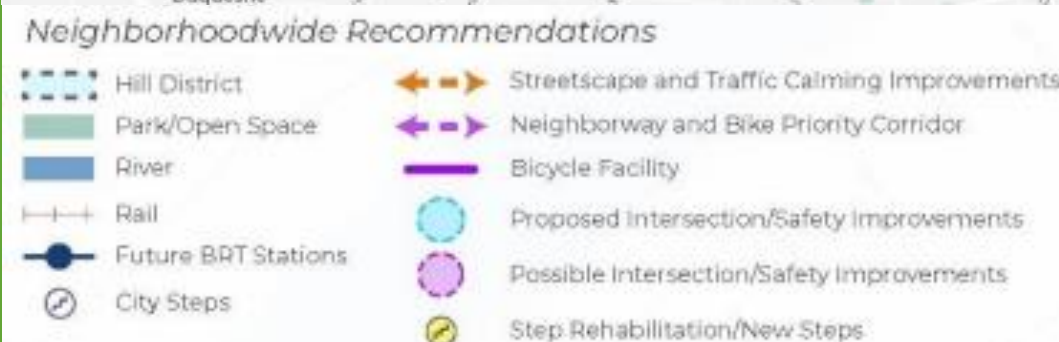 Neighborhoodwide Recommendations
Hill District
Park/Open Space
River
Rail
Future BRT Stations
City Steps
Streetscape and Traffic Calming Improvements
Neighborway and Bike Priority Corridor
Bicycle Facility
Proposed Intersection/Safety Improvements
Possible Intersection/Safety Improvements
Step Rehabilitation/New Steps